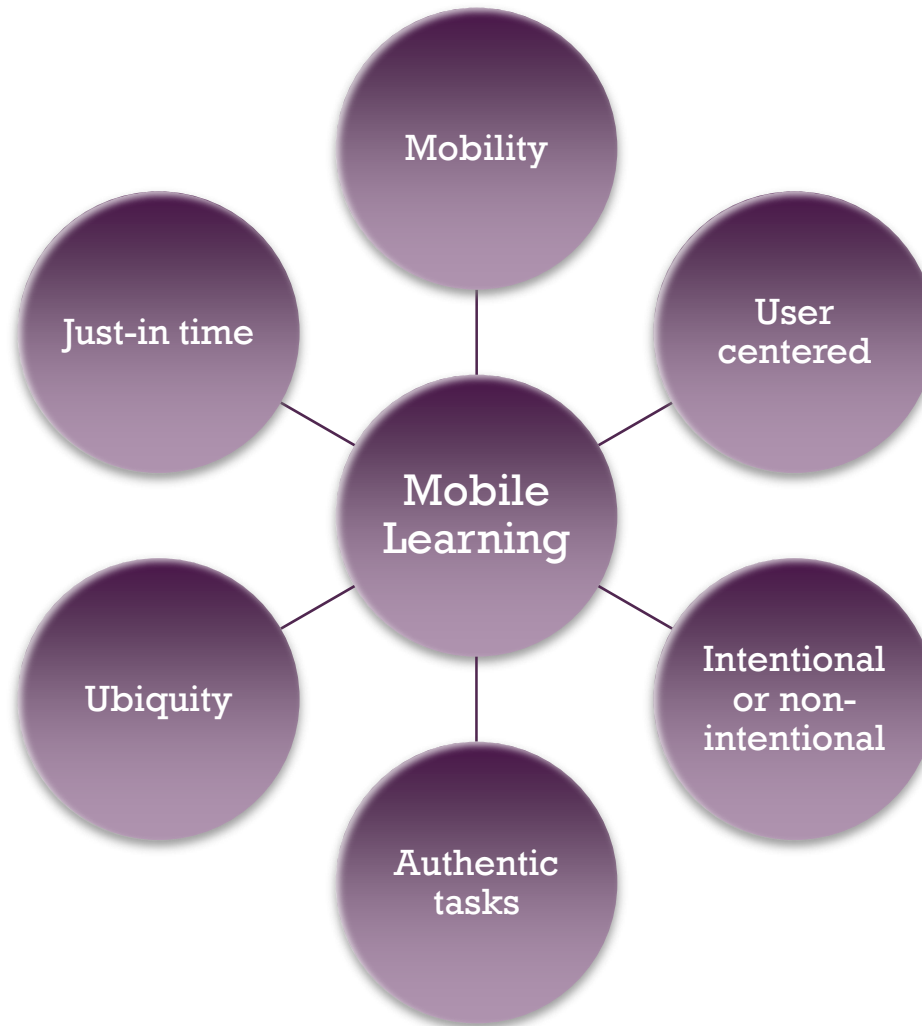 Mobility
Just-in time
User
centered
Mobile
Learning
Ubiquity
Intentional
or non-
intentional
Authentic
tasks